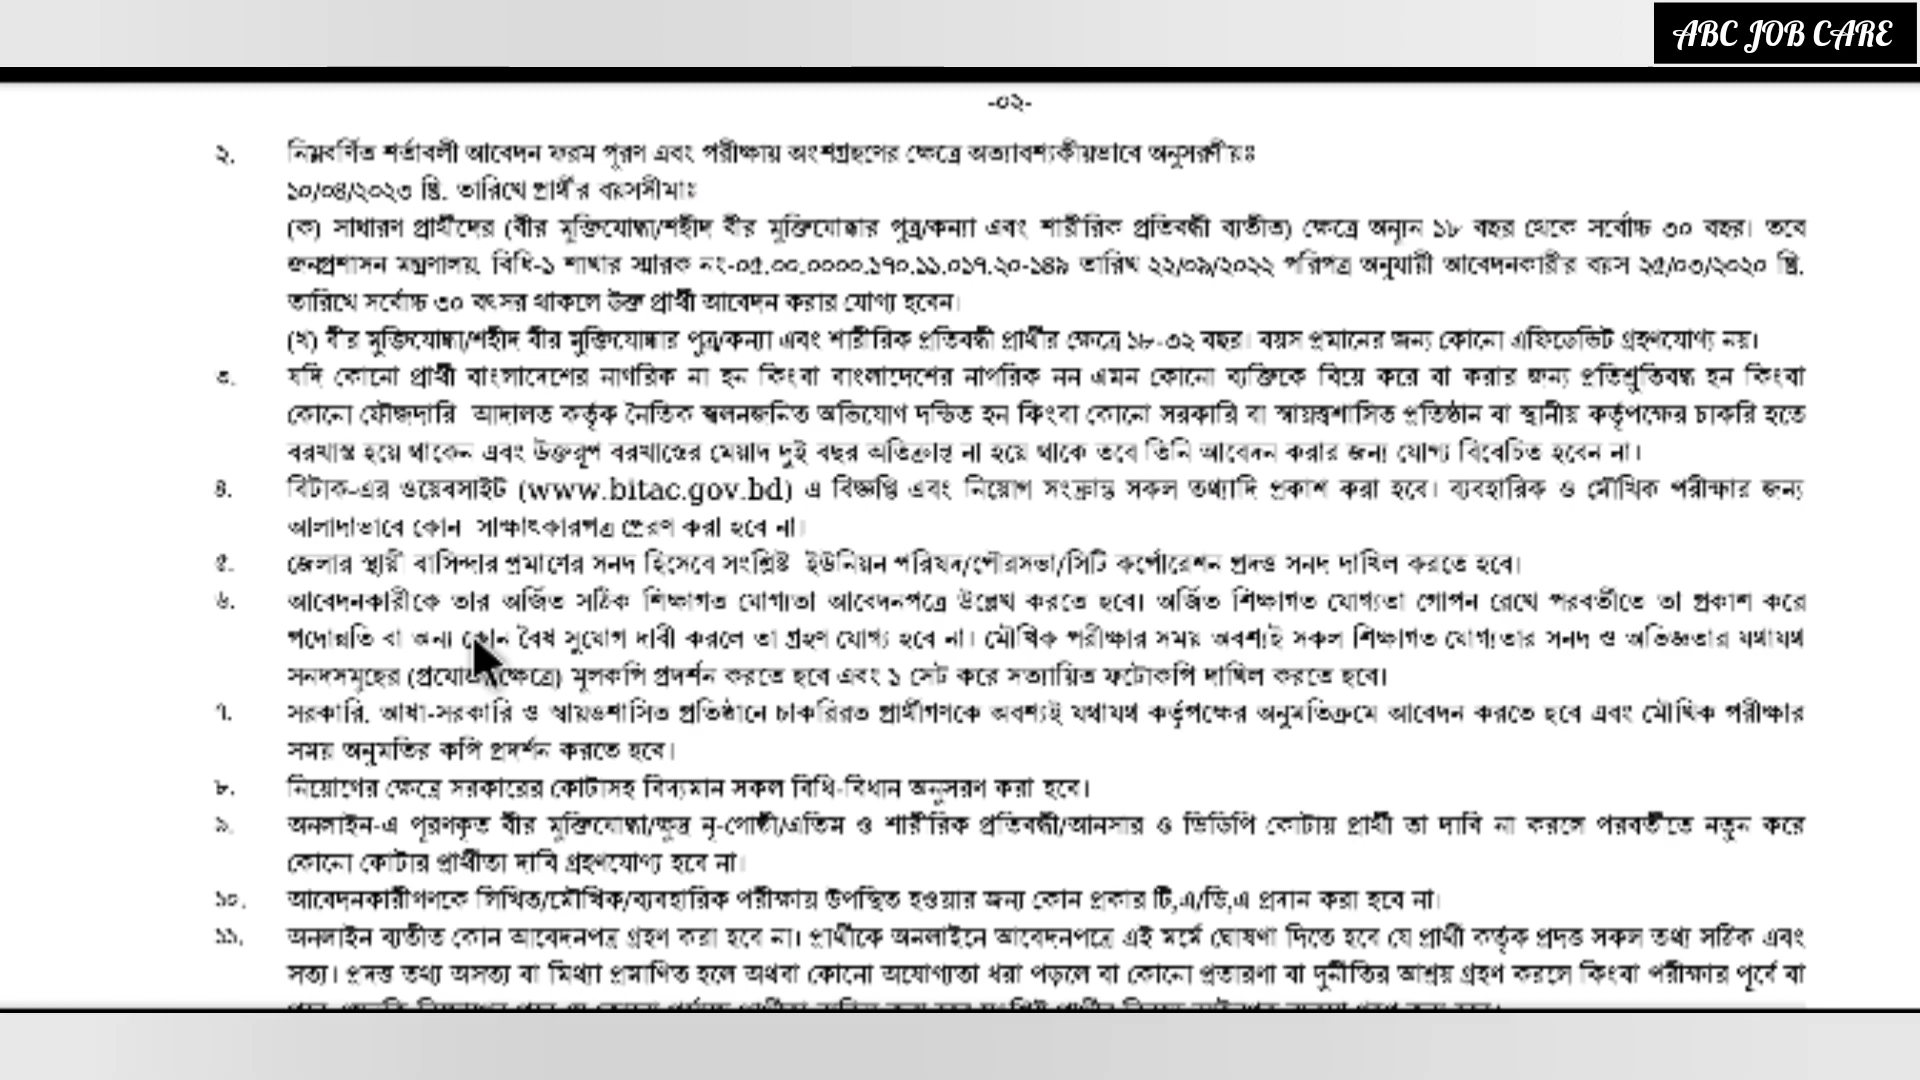 ABC JOB CARE
-০২-
২. নিম্নবর্ণিত শর্তাবলী আবেদন ফরম পূরণ এবং পরীক্ষায় অংশগ্রহণের ক্ষেত্রে অত্যাবশ্যকীয়ভাবে অনুসরণীয়ঃ
১০/০৪/২০২৩ খ্রি. তারিখে প্রার্থীর বয়সসীমাঃ
(ক) সাধারণ প্রার্থীদের (বীর মুক্তিযোদ্ধা/শহীদ বীর মুক্তিযোদ্ধার পুত্র/কন্যা এবং শারীরিক প্রতিবন্ধী ব্যতীত) ক্ষেত্রে অন্যুন ১৮ বছর থেকে সর্বোচ্চ ৩০ বছর। তবে
জনপ্রশাসন মন্ত্রণালয়, বিধি-১ শাখার স্মারক নং-০৫.০০.০০০০.১৭০.১১.০১৭.২০-১৪৯ তারিখ ২২/০৯/২০২২ পরিপত্র অনুযায়ী আবেদনকারীর বয়স ২৫/০৩/২০২০ খ্রি.
তারিখে সর্বোচ্চ ৩০ বৎসর থাকলে উক্ত প্রার্থী আবেদন করার যোগ্য হবেন।
(খ) বীর মুক্তিযোদ্ধা/শহীদ বীর মুক্তিযোদ্ধার পুত্র/কন্যা এবং শারীরিক প্রতিবন্ধী প্রার্থীর ক্ষেত্রে ১৮-৩২ বছর। বয়স প্রমানের জন্য কোনো এফিডেভিট গ্রহণযোগ্য নয়।
৩. যদি কোনো প্রার্থী বাংলাদেশের নাগরিক না হন কিংবা বাংলাদেশের নাগরিক নন এমন কোনো ব্যক্তিকে বিয়ে করে বা করার জন্য প্রতিশ্রুতিবদ্ধ হন কিংবা
কোনো ফৌজদারি আদালত কর্তৃক নৈতিক স্খলনজনিত অভিযোগ দন্ডিত হন কিংবা কোনো সরকারি বা স্বায়ত্তশাসিত প্রতিষ্ঠান বা স্থানীয় কর্তৃপক্ষের চাকরি হতে
বরখাস্ত হয়ে থাকেন এবং উক্তরূপ বরখাস্তের মেয়াদ দুই বছর অতিক্রান্ত না হয়ে থাকে তবে তিনি আবেদন করার জন্য যোগ্য বিবেচিত হবেন না।
৪. বিটাক-এর ওয়েবসাইট (www.bitac.gov.bd) এ বিজ্ঞপ্তি এবং নিয়োগ সংক্রান্ত সকল তথ্যাদি প্রকাশ করা হবে। ব্যবহারিক ও মৌখিক পরীক্ষার জন্য
আলাদাভাবে কোন সাক্ষাৎকারপত্র প্রেরণ করা হবে না।
৫. জেলার স্থায়ী বাসিন্দার প্রমাণের সনদ হিসেবে সংশ্লিষ্ট ইউনিয়ন পরিষদ/পৌরসভা/সিটি কর্পোরেশন প্রদত্ত সনদ দাখিল করতে হবে।
৬. আবেদনকারীকে তার অর্জিত সঠিক শিক্ষাগত যোগ্যতা আবেদনপত্রে উল্লেখ করতে হবে। অর্জিত শিক্ষাগত যোগ্যতা গোপন রেখে পরবর্তীতে তা প্রকাশ করে
পদোন্নতি বা অন্য কোন বৈধ সুযোগ দাবী করলে তা গ্রহণ যোগ্য হবে না। মৌখিক পরীক্ষার সময় অবশ্যই সকল শিক্ষাগত যোগ্যতার সনদ ও অভিজ্ঞতার যথাযথ
সনদসমূহের (প্রযোজ্য ক্ষেত্রে) মূলকপি প্রদর্শন করতে হবে এবং ১ সেট করে সত্যায়িত ফটোকপি দাখিল করতে হবে।
৭. সরকারি, আধা-সরকারি ও স্বায়ত্তশাসিত প্রতিষ্ঠানে চাকরিরত প্রার্থীগণকে অবশ্যই যথাযথ কর্তৃপক্ষের অনুমতিক্রমে আবেদন করতে হবে এবং মৌখিক পরীক্ষার
সময় অনুমতির কপি প্রদর্শন করতে হবে।
৮. নিয়োগের ক্ষেত্রে সরকারের কোটাসহ বিদ্যমান সকল বিধি-বিধান অনুসরণ করা হবে।
৯. অনলাইন-এ পূরণকৃত বীর মুক্তিযোদ্ধা/ক্ষুদ্র নৃ-গোষ্ঠী/এতিম ও শারীরিক প্রতিবন্ধী/আনসার ও ভিডিপি কোটায় প্রার্থী তা দাবি না করলে পরবর্তীতে নতুন করে
কোনো কোটার প্রার্থীতা দাবি গ্রহণযোগ্য হবে না।
১০. আবেদনকারীগণকে লিখিত/মৌখিক/ব্যবহারিক পরীক্ষায় উপস্থিত হওয়ার জন্য কোন প্রকার টি,এ/ডি,এ প্রদান করা হবে না।
১১. অনলাইন ব্যতীত কোন আবেদনপত্র গ্রহণ করা হবে না। প্রার্থীকে অনলাইনে আবেদনপত্রে এই মর্মে ঘোষণা দিতে হবে যে প্রার্থী কর্তৃক প্রদত্ত সকল তথ্য সঠিক এবং
সত্য। প্রদত্ত তথ্য অসত্য বা মিথ্যা প্রমাণিত হলে অথবা কোনো অযোগ্যতা ধরা পড়লে বা কোনো প্রতারণা বা দুর্নীতির আশ্রয় গ্রহণ করলে কিংবা পরীক্ষার পূর্বে বা